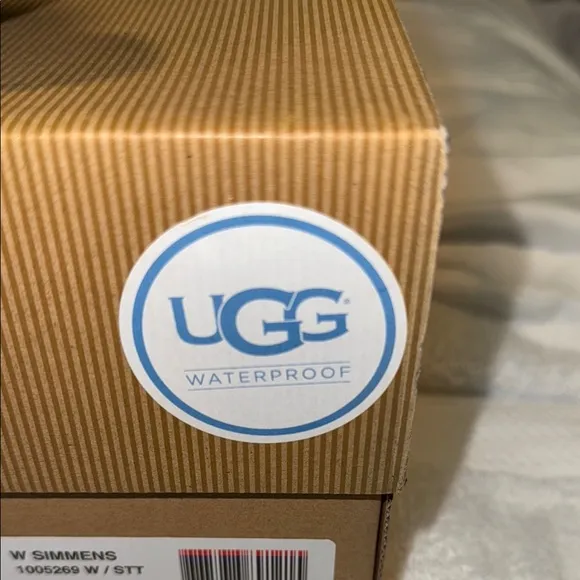 UGG®
WATERPROOF
W SIMMENS
1005269 W / STT